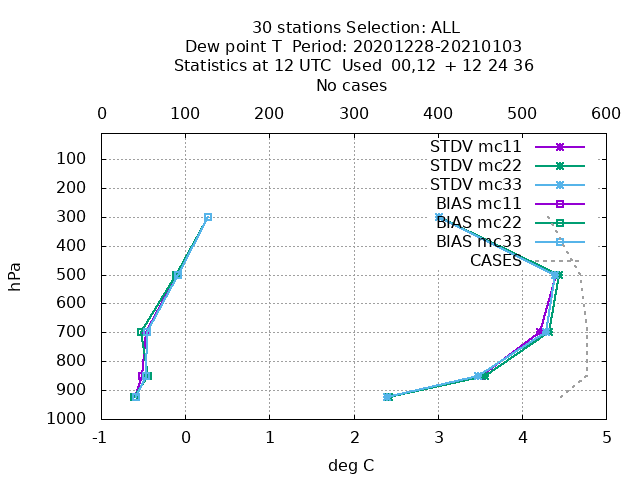 30 stations Selection: ALL
Dew point T  Period: 20201228-20210103
Statistics at 12 UTC  Used  00,12  + 12 24 36
No cases
0 100 200 300 400 500 600
STDV mc11
STDV mc22
STDV mc33
BIAS mc11
BIAS mc22
BIAS mc33
CASES
hPa
100
200
300
400
500
600
700
800
900
1000
-1 0 1 2 3 4 5
deg C